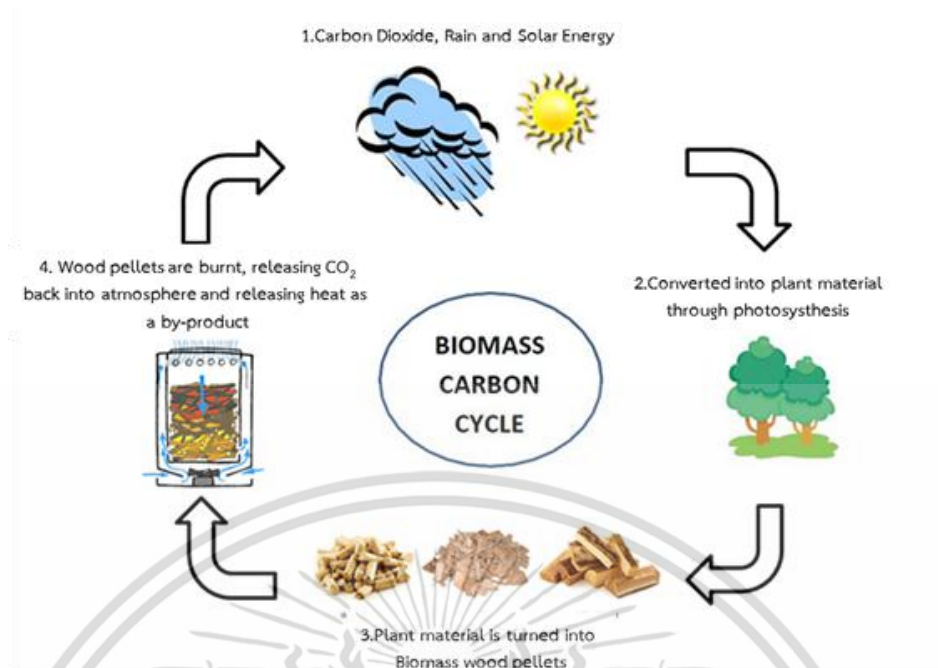 1.Carbon Dioxide, Rain and Solar Energy
2.Converted into plant material
through photosysthesis
3.Plant material is turned into
Biomass wood pellets
4. Wood pellets are burnt, releasing CO₂
back into atmosphere and releasing heat as
a by-product
BIOMASS
CARBON
CYCLE